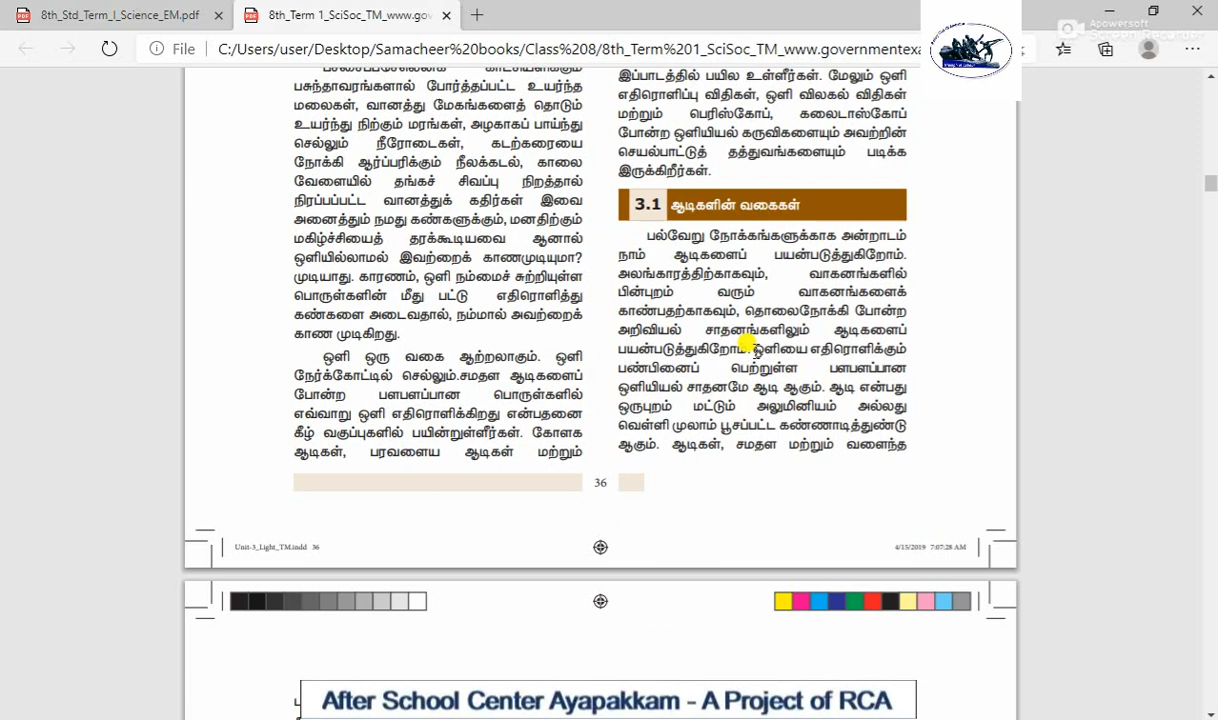 8th_Std_Term_I_Science_EM.pdf
8th_Term 1_SciSoc_TM_www.gov
File C:/Users/user/Desktop/Samacheer%20books/Class%208/8th_Term%201_SciSoc_TM_www.governmentexa
Apowersoft
Screen Recorder
பசுந்தாவரங்களால் போர்த்தப்பட்ட உயர்ந்த
மலைகள், வானத்து மேகங்களைத் தொடும்
உயர்ந்து நிற்கும் மரங்கள், அழகாகப் பாய்ந்து
செல்லும் நீரோடைகள், கடற்கரையை
நோக்கி ஆர்ப்பரிக்கும் நீலக்கடல், காலை
வேளையில் தங்கச் சிவப்பு நிறத்தால்
நிரப்பப்பட்ட வானத்துக் கதிர்கள் இவை
அனைத்தும் நமது கண்களுக்கும், மனதிற்கும்
மகிழ்ச்சியைத் தரக்கூடியவை ஆனால்
ஒளியில்லாமல் இவற்றைக் காணமுடியுமா?
முடியாது. காரணம், ஒளி நம்மைச் சுற்றியுள்ள
பொருள்களின் மீது பட்டு எதிரொளித்து
கண்களை அடைவதால், நம்மால் அவற்றைக்
காண முடிகிறது.
ஒளி ஒரு வகை ஆற்றலாகும். ஒளி
நேர்க்கோட்டில் செல்லும்.சமதள ஆடிகளைப்
போன்ற பளபளப்பான பொருள்களில்
எவ்வாறு ஒளி எதிரொளிக்கிறது என்பதனை
கீழ் வகுப்புகளில் பயின்றுள்ளீர்கள். கோளக
ஆடிகள், பரவளைய ஆடிகள் மற்றும்
இப்பாடத்தில் பயில உள்ளீர்கள். மேலும் ஒளி
எதிரொளிப்பு விதிகள், ஒளி விலகல் விதிகள்
மற்றும் பெரிஸ்கோப், கலைடாஸ்கோப்
போன்ற ஒளியியல் கருவிகளையும் அவற்றின்
செயல்பாட்டுத் தத்துவங்களையும் படிக்க
இருக்கிறீர்கள்.
3.1 ஆடிகளின் வகைகள்
பல்வேறு நோக்கங்களுக்காக அன்றாடம்
நாம் ஆடிகளைப் பயன்படுத்துகிறோம்.
அலங்காரத்திற்காகவும், வாகனங்களில்
பின்புறம் வரும் வாகனங்களைக்
காண்பதற்காகவும், தொலைநோக்கி போன்ற
அறிவியல் சாதனங்களிலும் ஆடிகளைப்
பயன்படுத்துகிறோம். ஒளியை எதிரொளிக்கும்
பண்பினைப் பெற்றுள்ள பளபளப்பான
ஒளியியல் சாதனமே ஆடி ஆகும். ஆடி என்பது
ஒருபுறம் மட்டும் அலுமினியம் அல்லது
வெள்ளி முலாம் பூசப்பட்ட கண்ணாடித்துண்டு
ஆகும். ஆடிகள், சமதள மற்றும் வளைந்த
36
Unit-3_Light_TM.indd 36
4/15/2019 7:07:28 AM
After School Center Ayapakkam - A Project of RCA